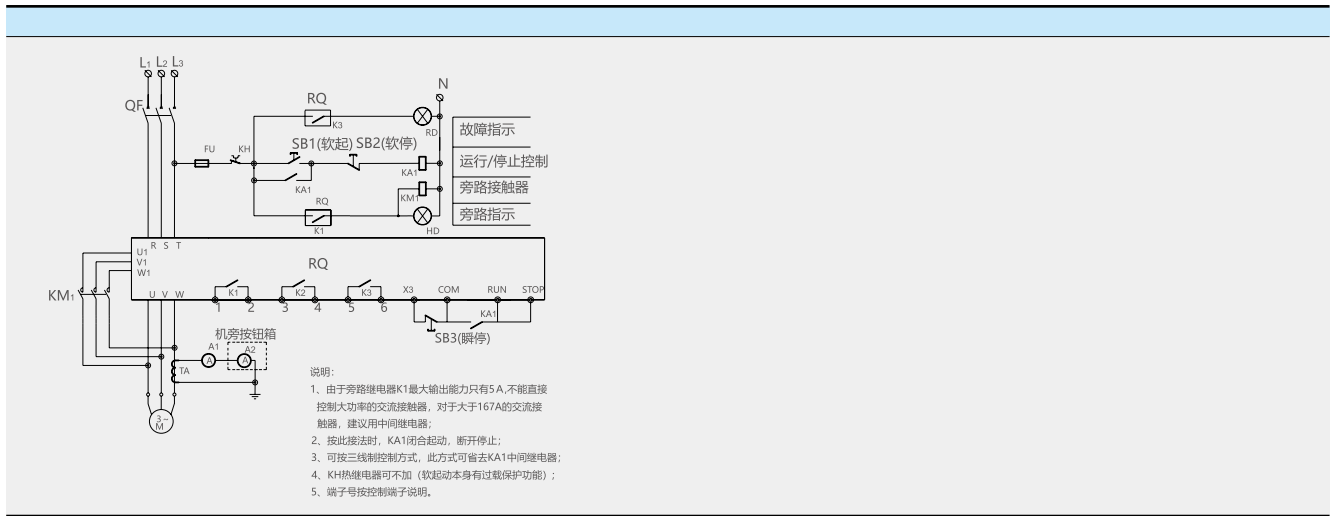 L1 L2 L3
N
QF
RQ
K3
RD
故障指示
SB1(软起) SB2(软停)
FU
KH
KA1
运行/停止控制
KA1
KM1
旁路接触器
RQ
K1
HD
旁路指示
R S T
U1
V1
W1
RQ
KM1
U V W
K1
K2
K3
X3
COM
RUN
STOP
1 2 3 4 5 6
KA1
SB3(瞬停)
机旁按钮箱
A1
A2
A
A
TA
3~
M
说明:
1、由于旁路继电器K1最大输出能力只有5A,不能直接
控制大功率的交流接触器，对于大于167A的交流接
触器，建议用中间继电器；
2、按此接法时，KA1闭合起动，断开停止；
3、可按三线制控制方式，此方式可省去KA1中间继电器；
4、KH热继电器可不加（软起动本身有过载保护功能）；
5、端子号按控制端子说明。